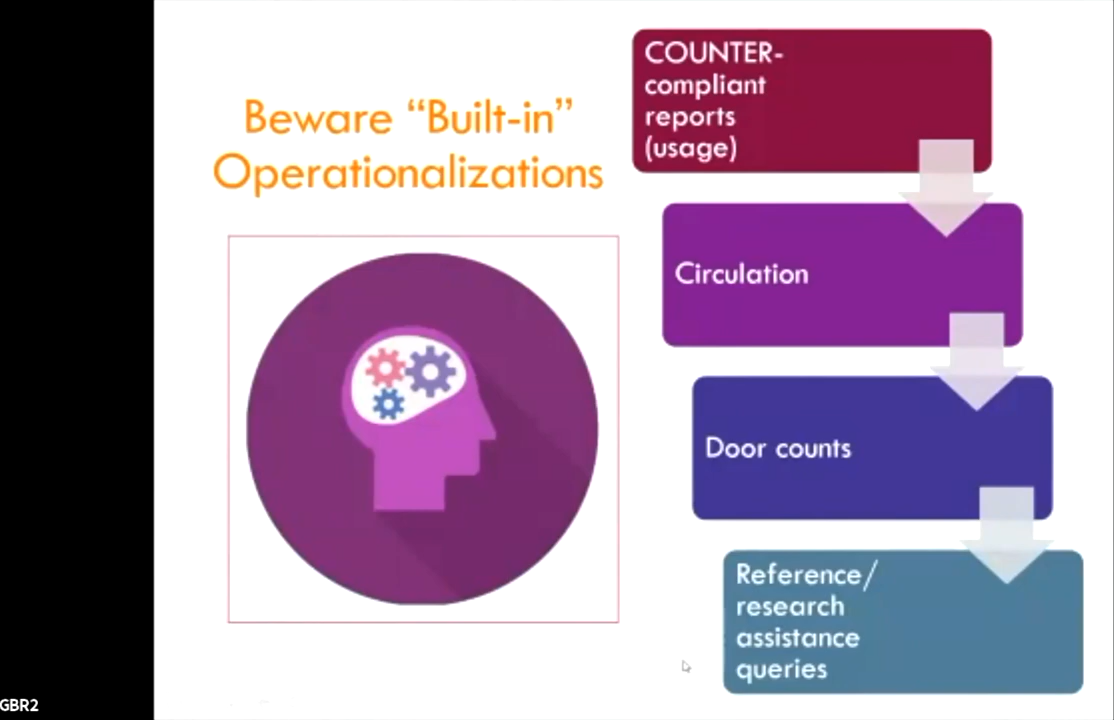 Beware “Built-in”
Operationalizations
COUNTER-
compliant
reports
(usage)
Circulation
Door counts
Reference/
research
assistance
queries
GBR2